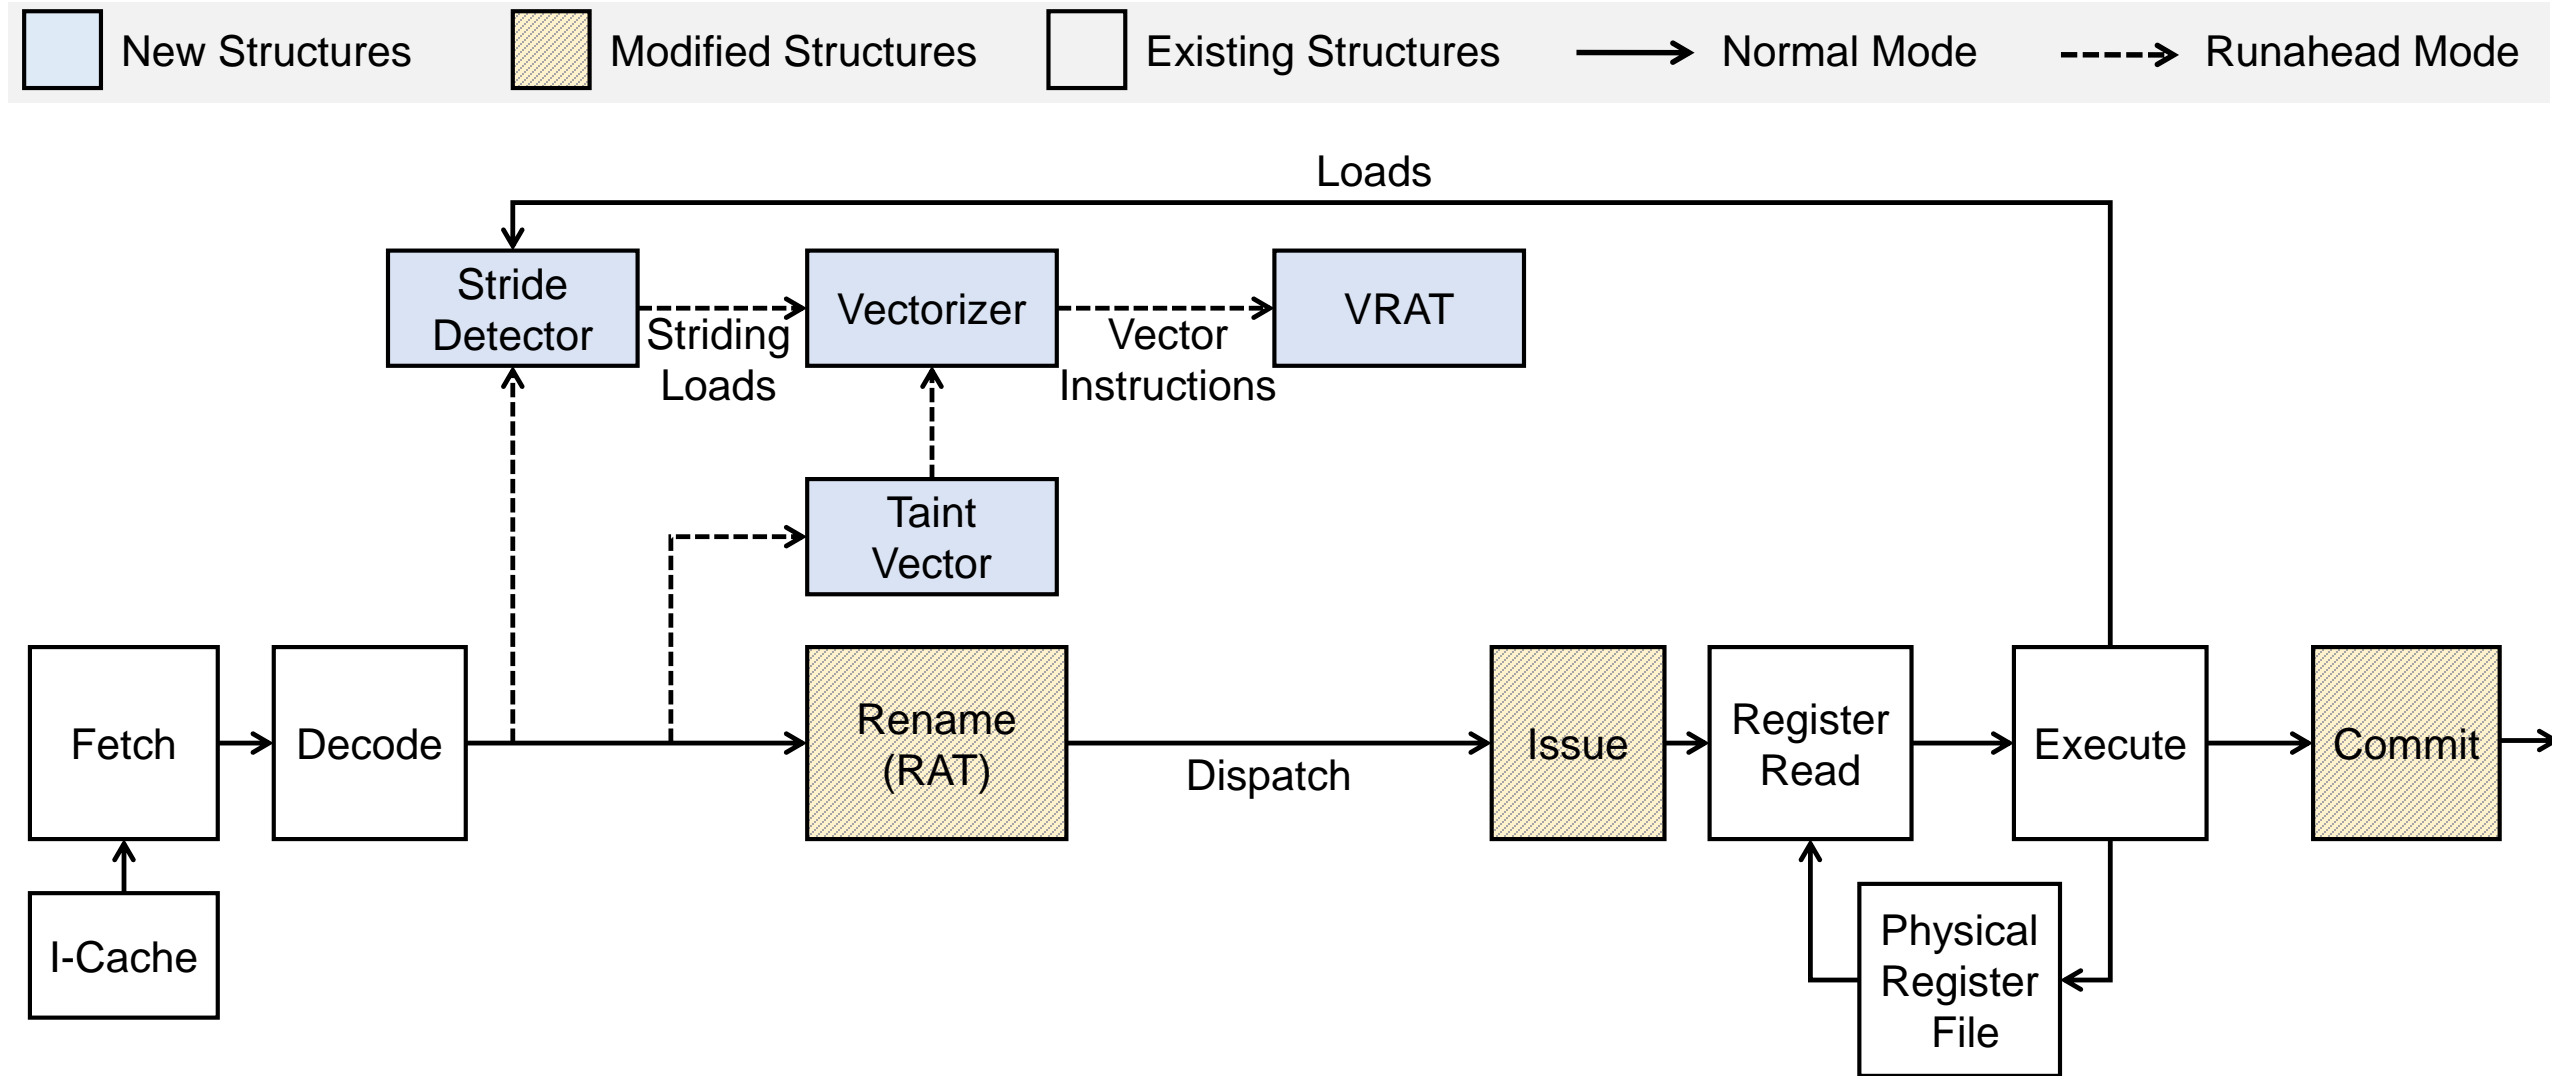 New Structures
Modified Structures
Existing Structures
Normal Mode
Runahead Mode
Loads
Stride
Detector
Striding
Loads
Vectorizer
Vector
Instructions
VRAT
Taint
Vector
Fetch
Decode
Rename
(RAT)
Dispatch
Issue
Register
Read
Execute
Commit
I-Cache
Physical
Register
File